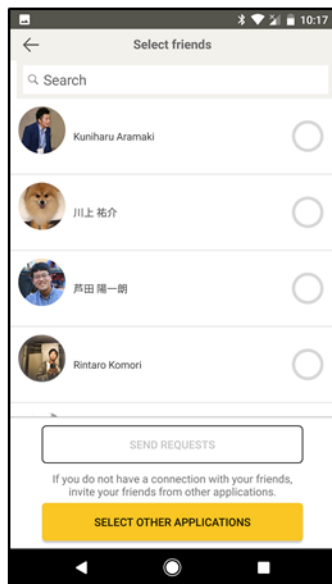 10:17
Select friends
Search
Kuniharu Aramaki
川上 祐介
芦田 陽一朗
Rintaro Komori
SEND REQUESTS
If you do not have a connection with your friends,
invite your friends from other applications.
SELECT OTHER APPLICATIONS